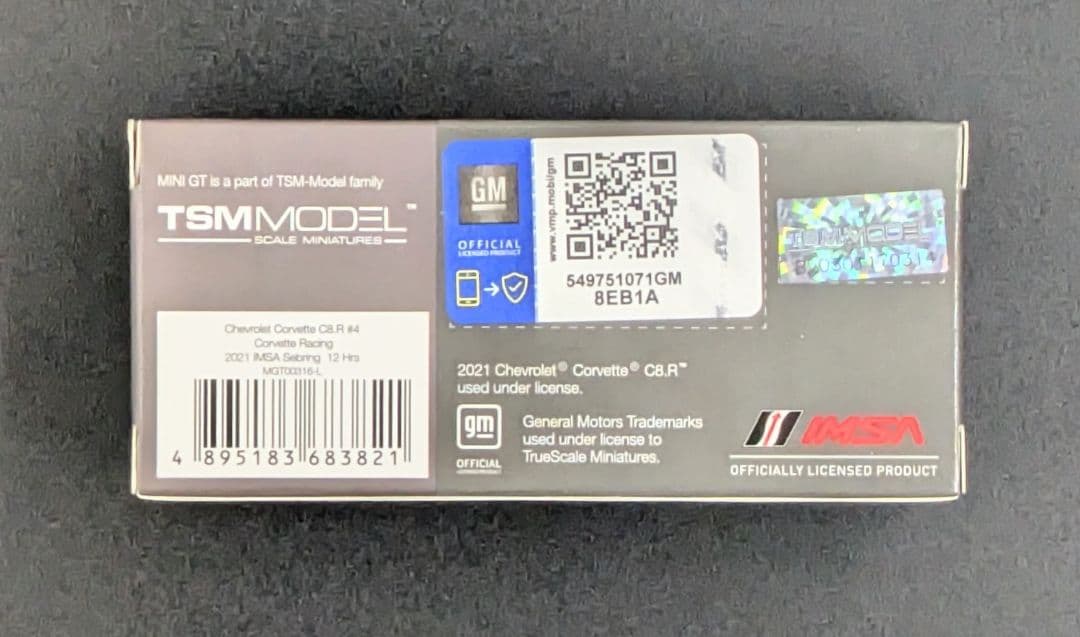 MINI GT is a part of TSM-Model family
TSMMODEL™
SCALE MINIATURES
Chevrolet Corvette C8.R #4
Corvette Racing
2021 IMSA Sebring 12 Hrs
MGT00316-L
4 895183 683821
GM
OFFICIAL
LICENSED PRODUCT
www.vmp.mobi/gm
549751071GM
8EB1A
TSMMODEL
2021 Chevrolet® Corvette® C8.R™
used under license.
gm
OFFICIAL
General Motors Trademarks
used under license to
TrueScale Miniatures.
IMSA
OFFICIALLY LICENSED PRODUCT